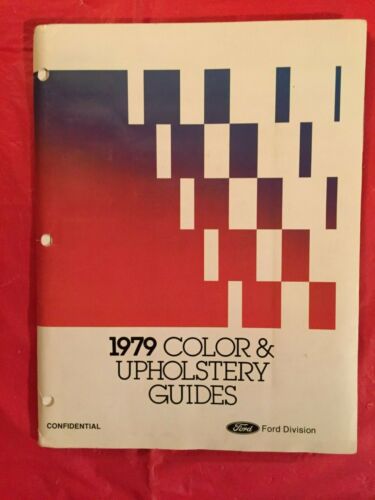 1979 COLOR &
UPHOLSTERY
GUIDES
CONFIDENTIAL
Ford Ford Division